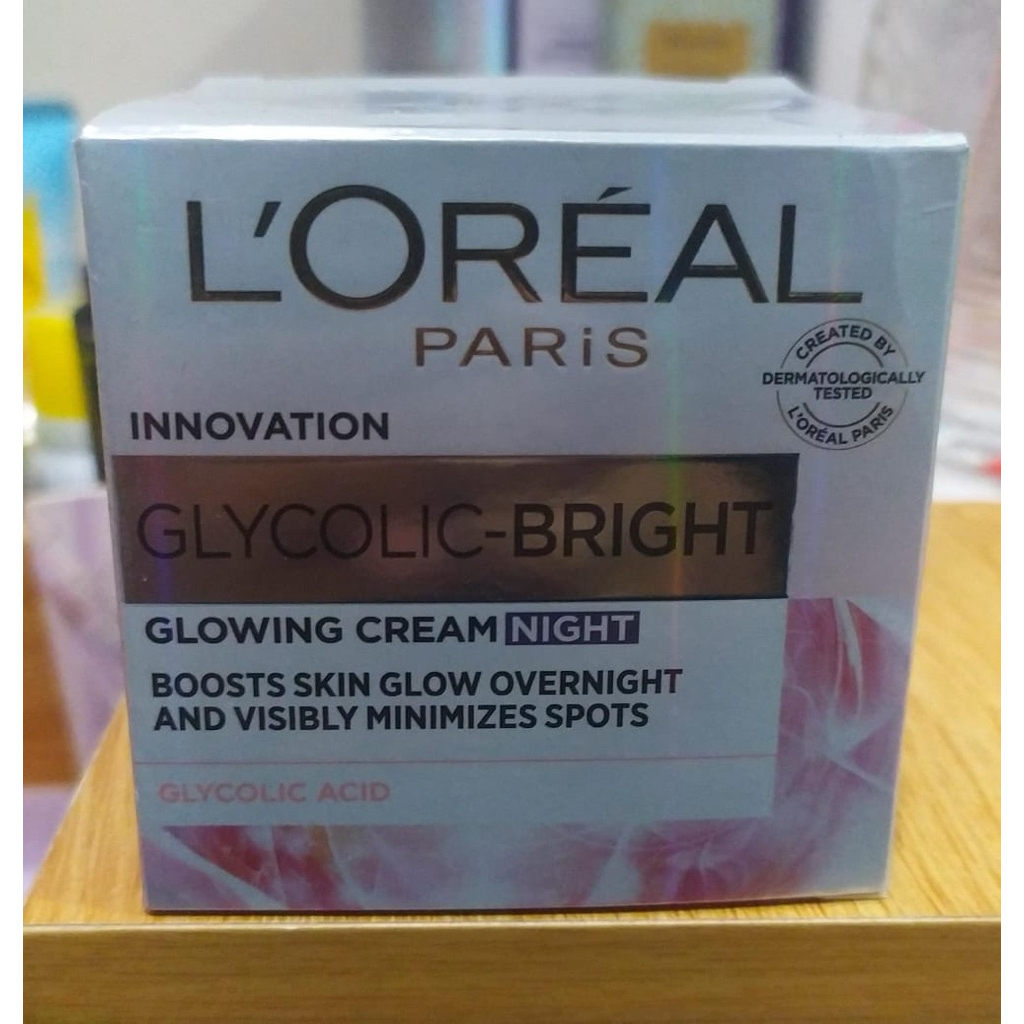 L'ORÉAL
PARiS
CREATED BY
DERMATOLOGICALLY
TESTED
L'ORÉAL PARIS
INNOVATION
GLYCOLIC-BRIGHT
GLOWING CREAM NIGHT
BOOSTS SKIN GLOW OVERNIGHT
AND VISIBLY MINIMIZES SPOTS
GLYCOLIC ACID